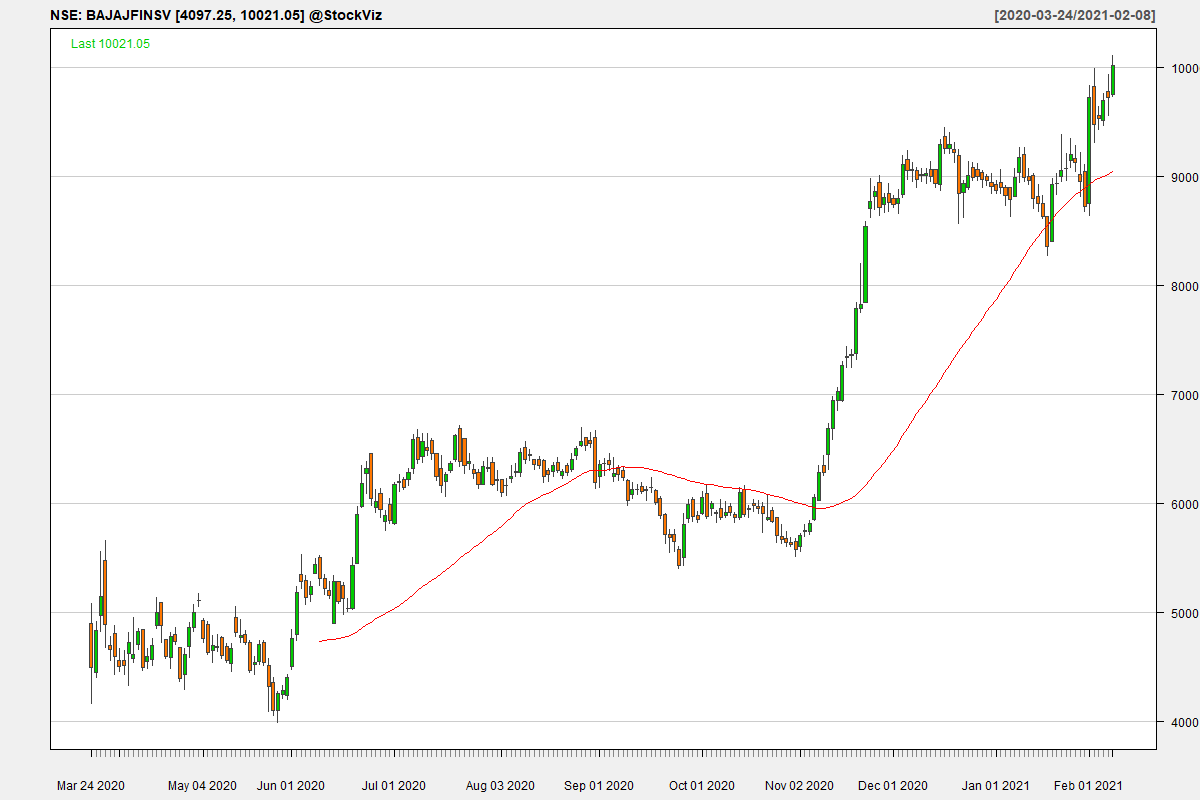 NSE: BAJAJFINSV [4097.25, 10021.05] @StockViz [2020-03-24/2021-02-08]
Last 10021.05
1000
9000
8000
7000
6000
5000
4000
Mar 24 2020 May 04 2020 Jun 01 2020 Jul 01 2020 Aug 03 2020 Sep 01 2020 Oct 01 2020 Nov 02 2020 Dec 01 2020 Jan 01 2021 Feb 01 2021